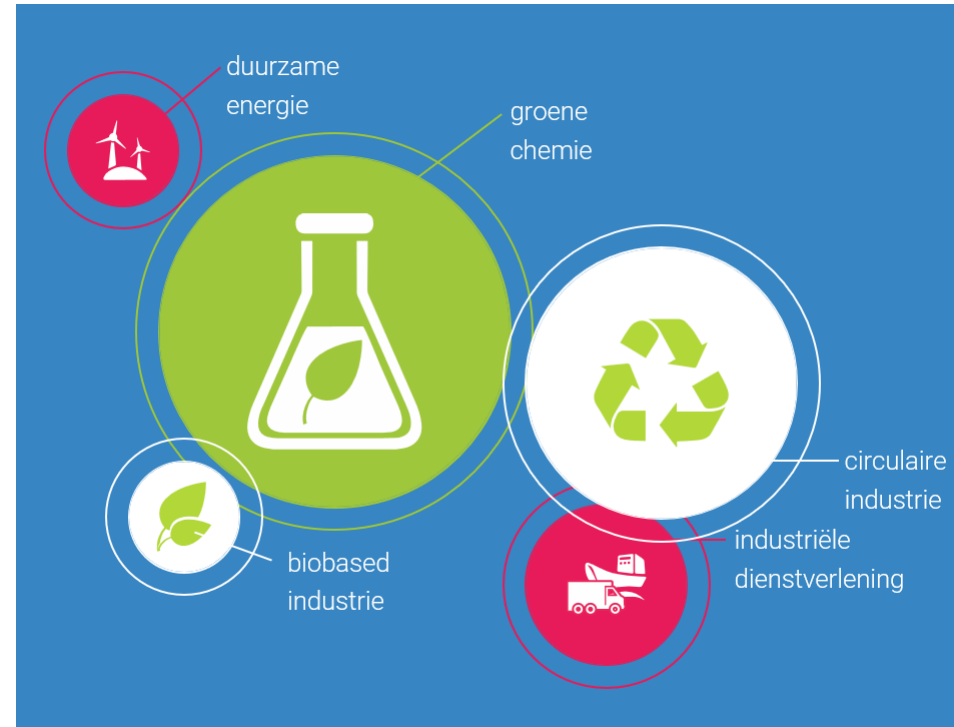 duurzame
energie
groene
chemie
circulaire
industrie
industriële
dienstverlening
biobased
industrie